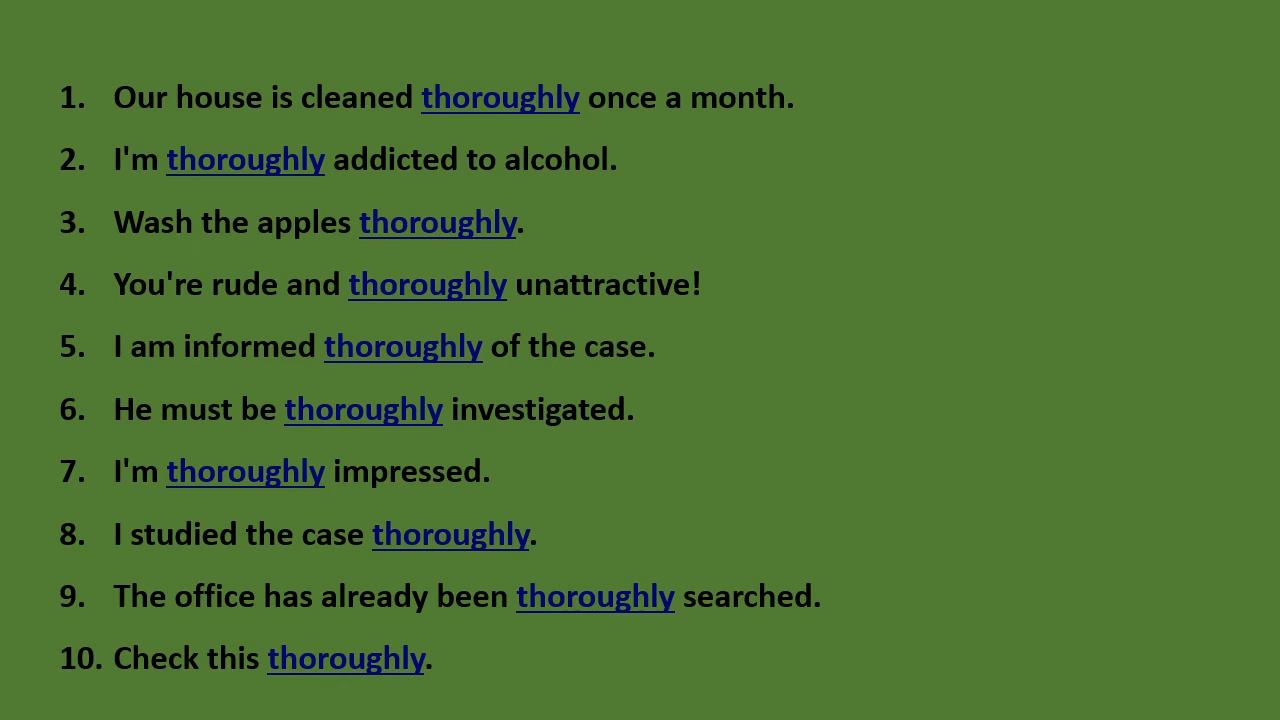 1. Our house is cleaned thoroughly once a month.
2. I'm thoroughly addicted to alcohol.
3. Wash the apples thoroughly.
4. You're rude and thoroughly unattractive!
5. I am informed thoroughly of the case.
6. He must be thoroughly investigated.
7. I'm thoroughly impressed.
8. I studied the case thoroughly.
9. The office has already been thoroughly searched.
10. Check this thoroughly.